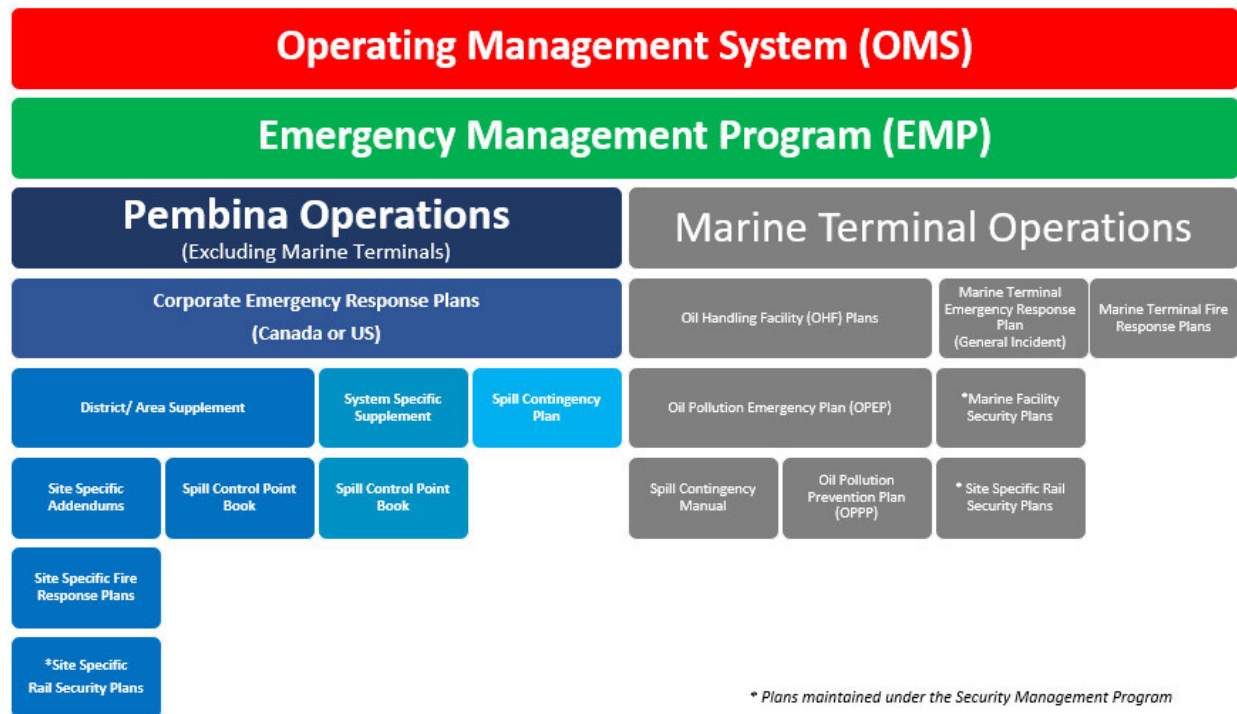 Operating Management System (OMS)
Emergency Management Program (EMP)
Pembina Operations
(Excluding Marine Terminals)
Marine Terminal Operations
Corporate Emergency Response Plans
(Canada or US)
Oil Handling Facility (OHF) Plans
Marine Terminal
Emergency Response
Plan
(General Incident)
Marine Terminal Fire
Response Plans
District/ Area Supplement
System Specific
Supplement
Spill Contingency
Plan
Oil Pollution Emergency Plan (OPEP)
*Marine Facility
Security Plans
Site Specific
Addendums
Spill Control Point
Book
Spill Control Point
Book
Spill Contingency
Manual
Oil Pollution
Prevention Plan
(OPPP)
* Site Specific Rail
Security Plans
Site Specific Fire
Response Plans
*Site Specific
Rail Security Plans
* Plans maintained under the Security Management Program